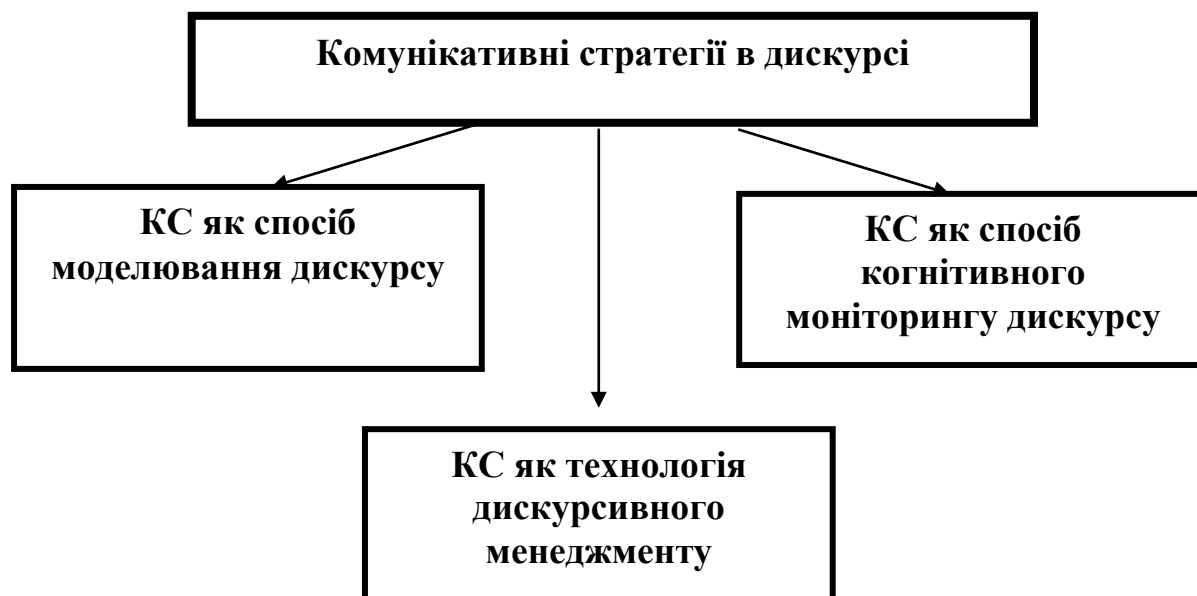 Комунікативні стратегії в дискурсі
КС як спосіб
моделювання дискурсу
КС як спосіб
когнітивного
моніторингу дискурсу
КС як технологія
дискурсивного
менеджменту